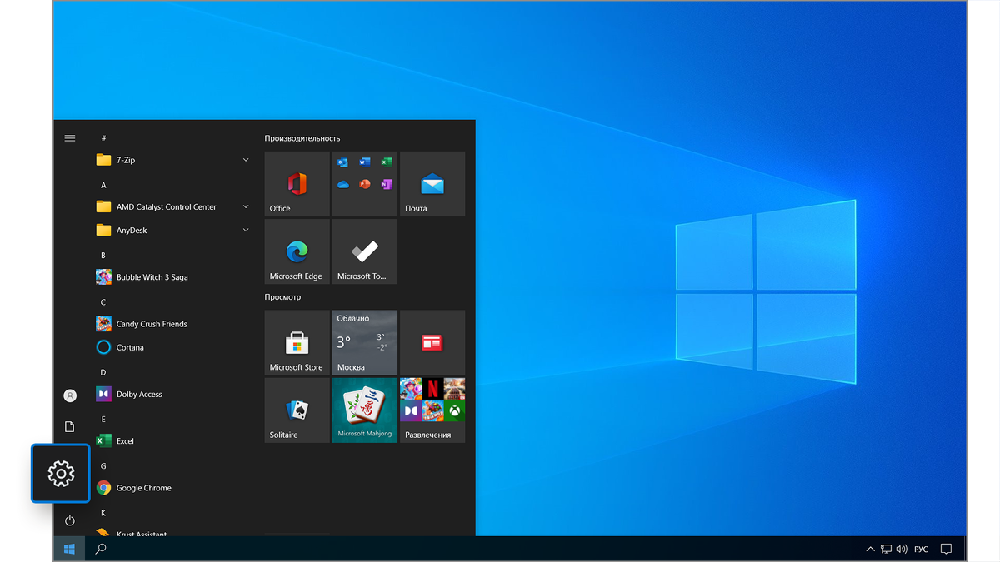 #
7-Zip
A
AMD Catalyst Control Center
AnyDesk
B
Bubble Witch 3 Saga
C
Candy Crush Friends
Cortana
D
Dolby Access
E
Excel
G
Google Chrome
K
Krust Assistant
Производительность
Office
Почта
Microsoft Edge
Microsoft To...
Просмотр
Microsoft Store
Облачно
3°
3°
-2°
Москва
Solitaire
Microsoft Mahjong
Развлечения
РУС